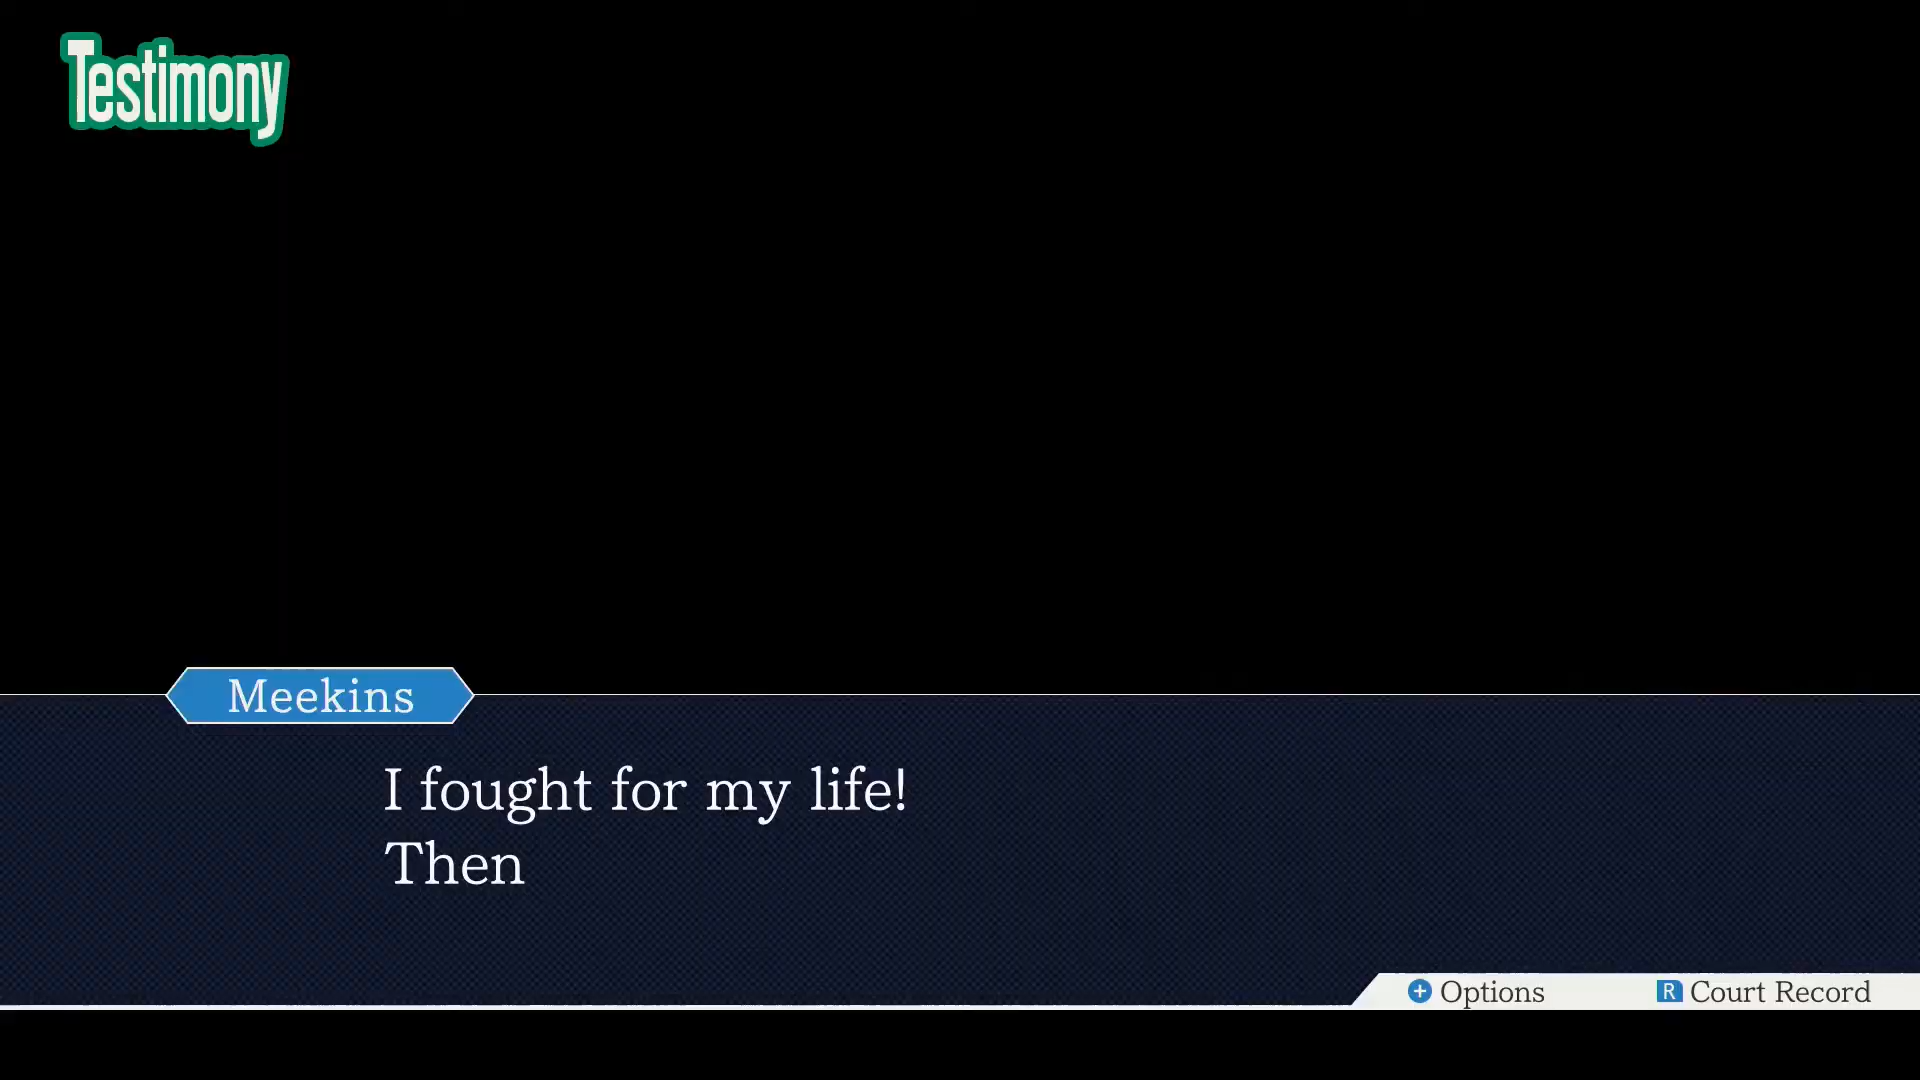 Testimony
Meekins
I fought for my life!
Then
+ Options
R Court Record